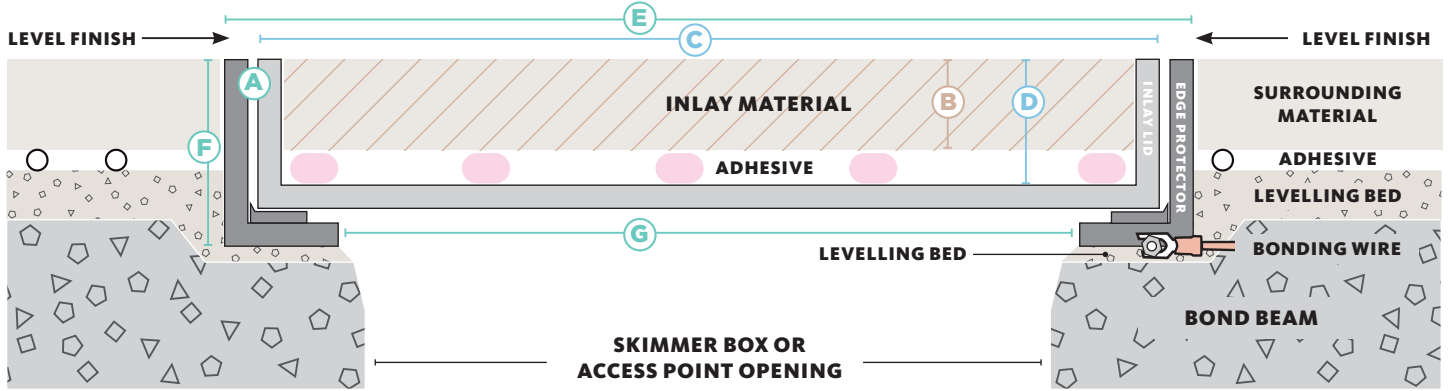 E
LEVEL FINISH
C
LEVEL FINISH
A
INLAY MATERIAL
B
D
INLAY LID
EDGE PROTECTOR
SURROUNDING
MATERIAL
F
ADHESIVE
ADHESIVE
LEVELLING BED
G
LEVELLING BED
BONDING WIRE
BOND BEAM
SKIMMER BOX OR
ACCESS POINT OPENING